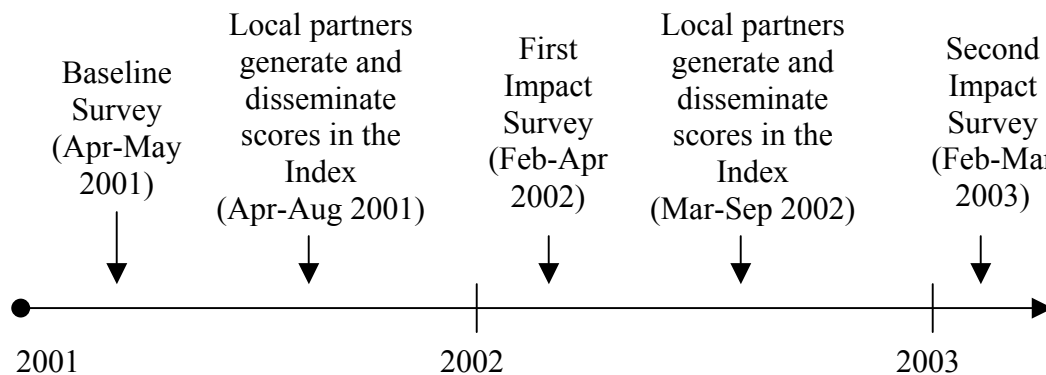 Baseline
Survey
(Apr-May
2001)
Local partners
generate and
disseminate
scores in the
Index
(Apr-Aug 2001)
First
Impact
Survey
(Feb-Apr
2002)
Local partners
generate and
disseminate
scores in the
Index
(Mar-Sep 2002)
Second
Impact
Survey
(Feb-Mar
2003)
2001
2002
2003